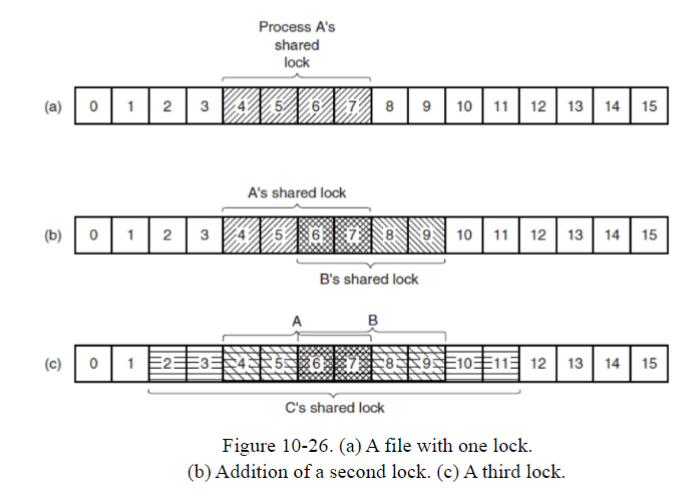 Process A's
shared
lock
(a) 0 1 2 3 4 5 6 7 8 9 10 11 12 13 14 15
A's shared lock
(b) 0 1 2 3 4 5 6 7 8 9 10 11 12 13 14 15
B's shared lock
A B
(c) 0 1 2 3 4 5 6 7 8 9 10 11 12 13 14 15
C's shared lock
Figure 10-26. (a) A file with one lock.
(b) Addition of a second lock. (c) A third lock.